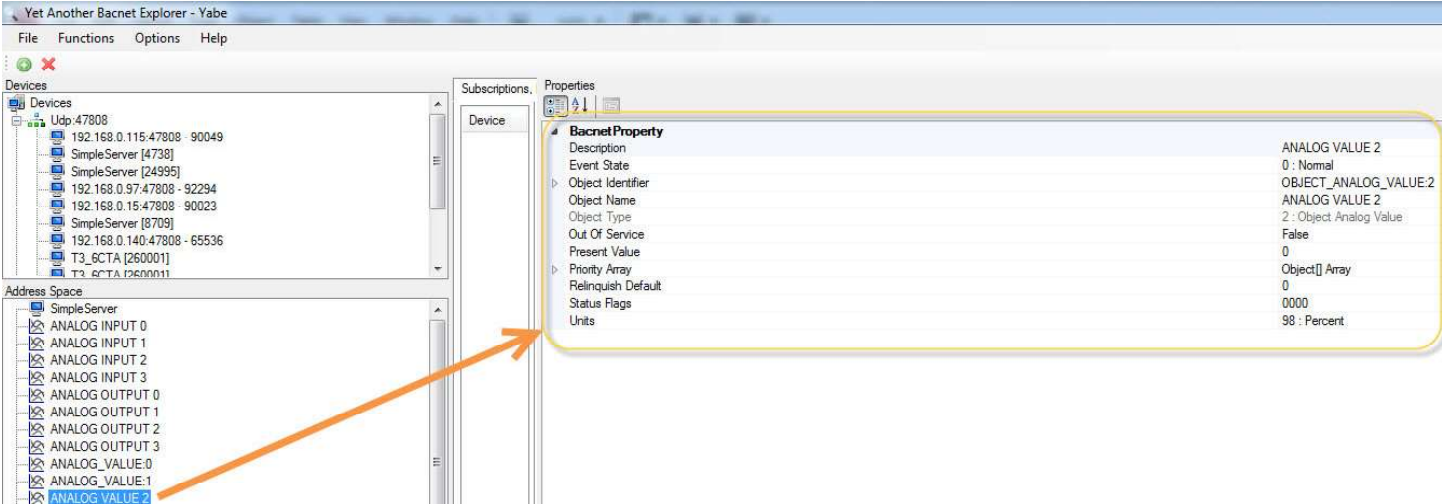 Yet Another Bacnet Explorer - Yabe
File Functions Options Help
Devices
Devices
Udp:47808
192.168.0.115:47808 - 90049
SimpleServer [4738]
SimpleServer [24995]
192.168.0.97:47808 - 92294
192.168.0.15:47808 - 90023
SimpleServer [8709]
192.168.0.140:47808 - 65536
T3_6CTA [260001]
T3_6CTA [260001]
Address Space
SimpleServer
ANALOG INPUT 0
ANALOG INPUT 1
ANALOG INPUT 2
ANALOG INPUT 3
ANALOG OUTPUT 0
ANALOG OUTPUT 1
ANALOG OUTPUT 2
ANALOG OUTPUT 3
ANALOG_VALUE:0
ANALOG_VALUE:1
ANALOG VALUE 2
Subscriptions,
Device
Properties
BacnetProperty
Description ANALOG VALUE 2
Event State 0 : Normal
Object Identifier OBJECT_ANALOG_VALUE:2
Object Name ANALOG VALUE 2
Object Type 2 : Object Analog Value
Out Of Service False
Present Value 0
Priority Array Object[] Array
Relinquish Default 0
Status Flags 0000
Units 98 : Percent